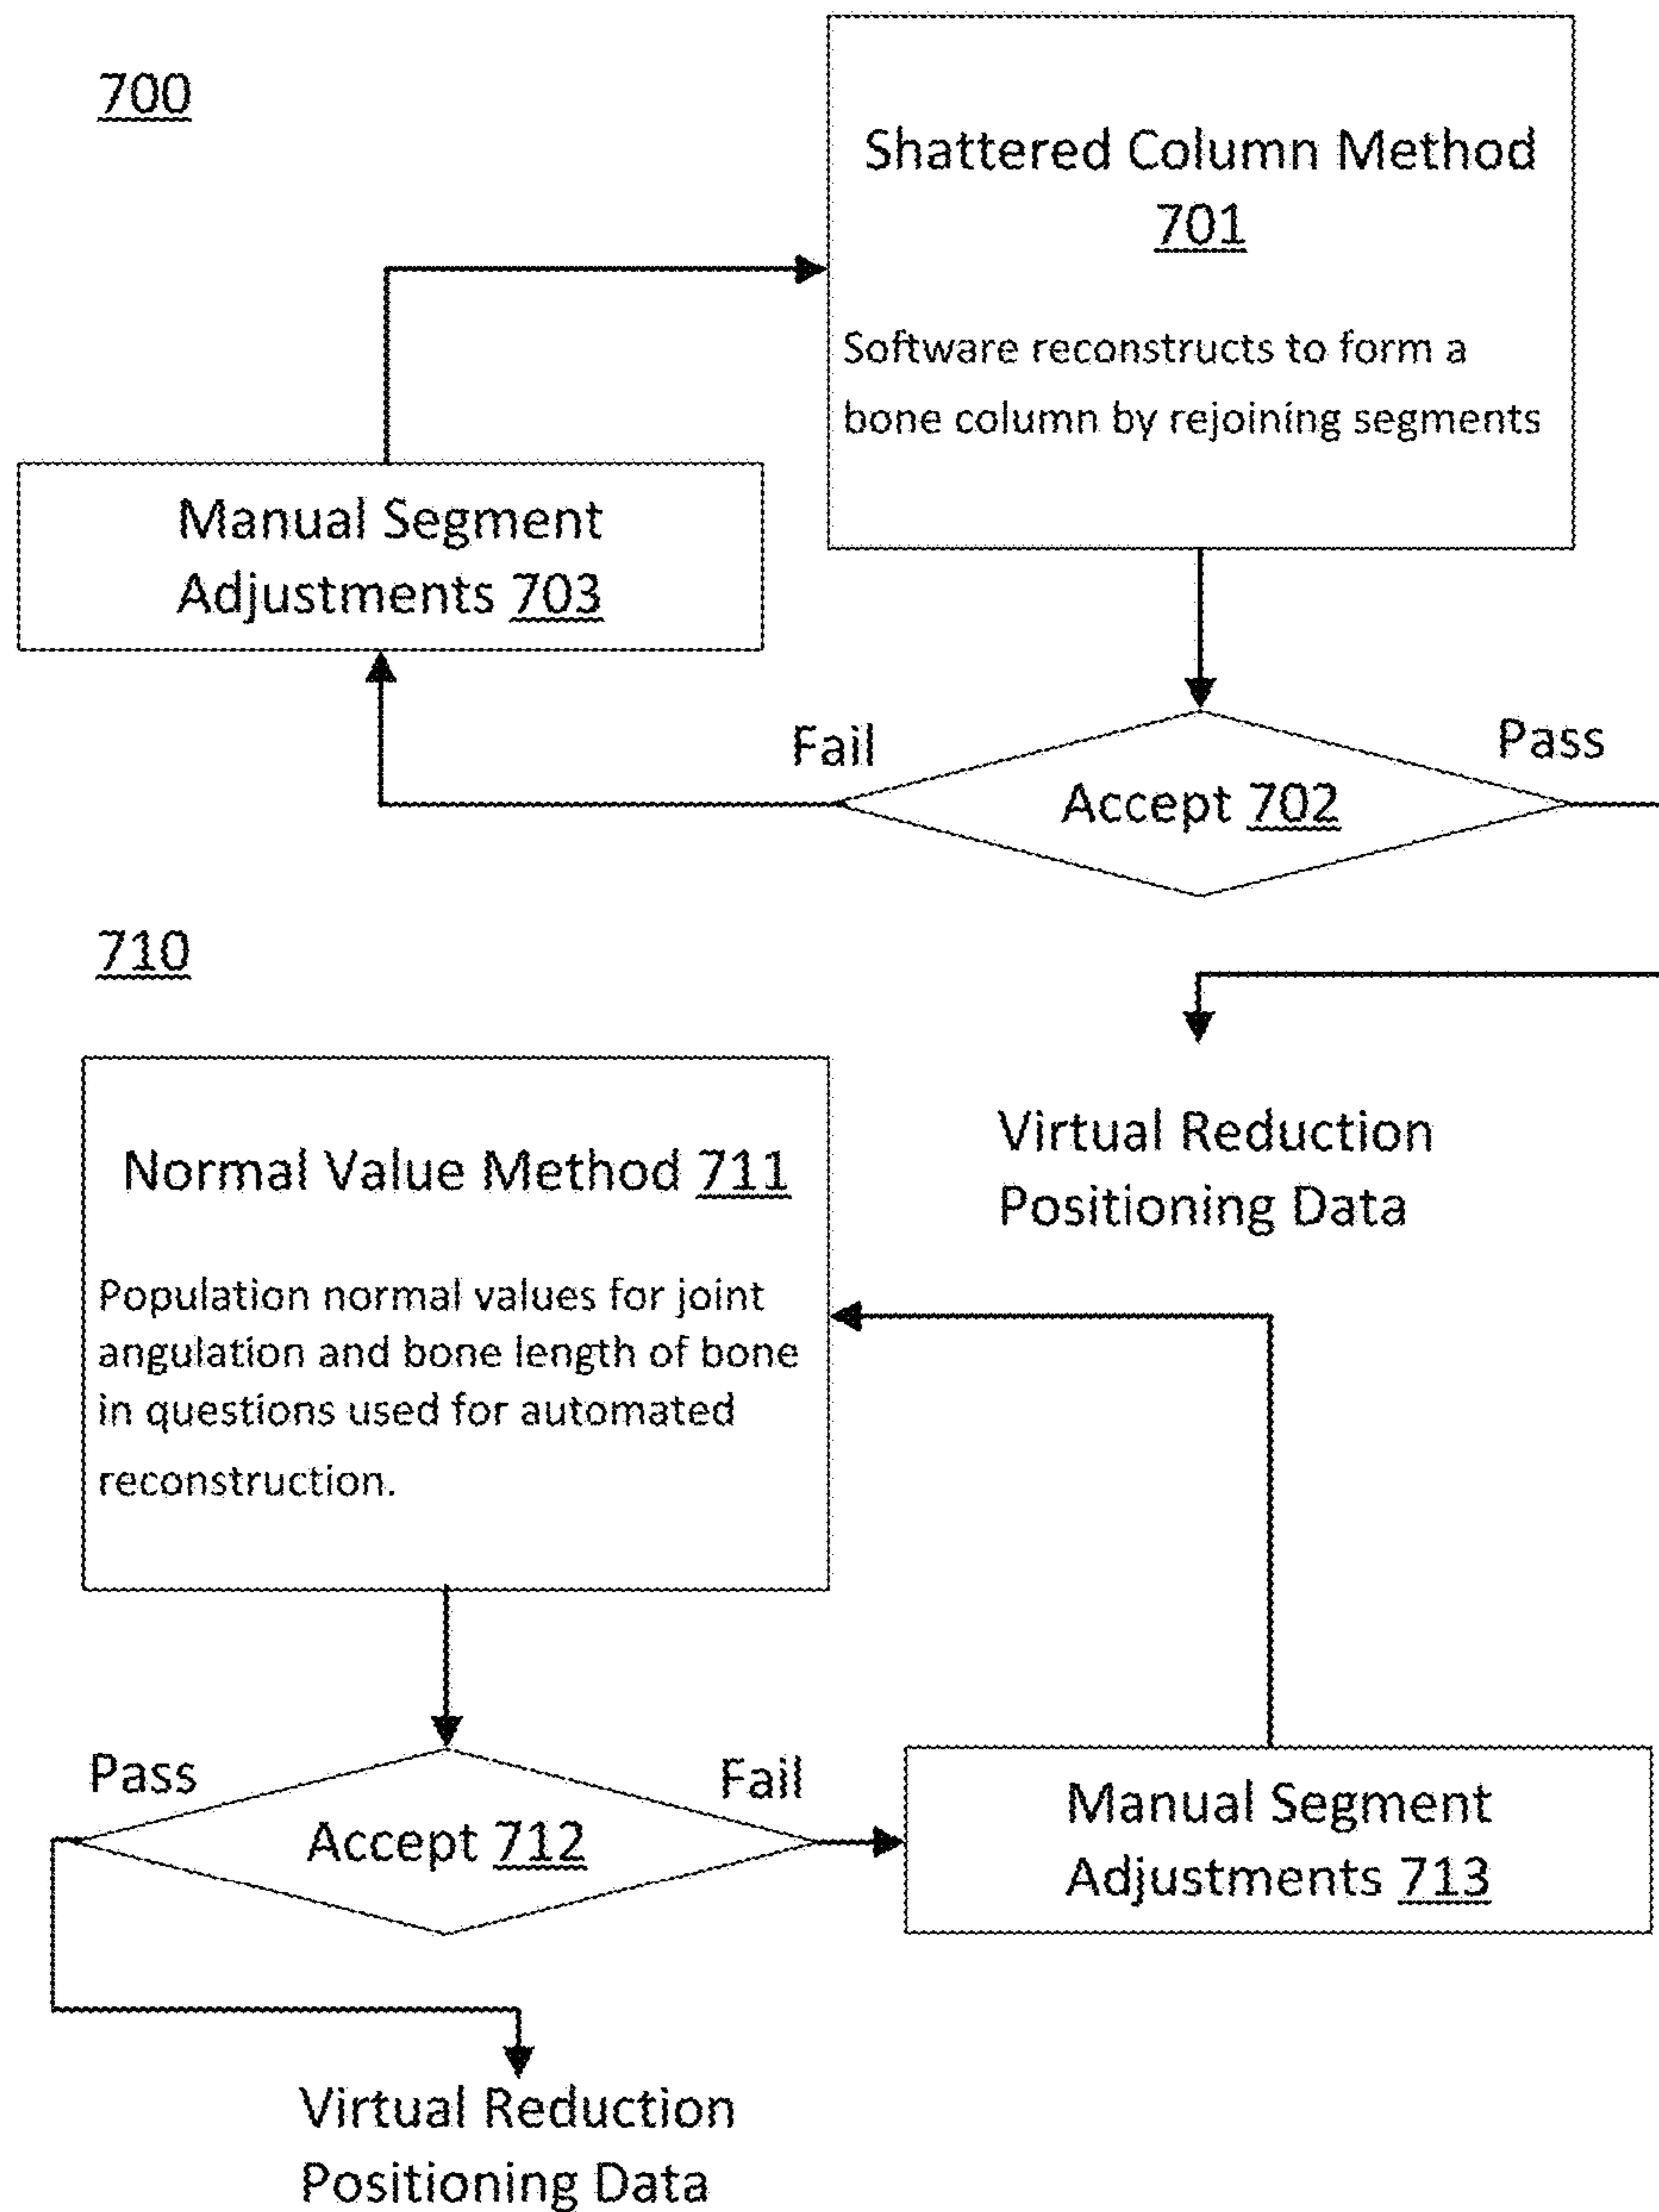 700
Shattered Column Method
701
Software reconstructs to form a
bone column by rejoining segments
Manual Segment
Adjustments 703
Fail
Pass
Accept 702
710
Virtual Reduction
Positioning Data
Normal Value Method 711
Population normal values for joint
angulation and bone length of bone
in questions used for automated
reconstruction.
Pass
Fail
Accept 712
Manual Segment
Adjustments 713
Virtual Reduction
Positioning Data